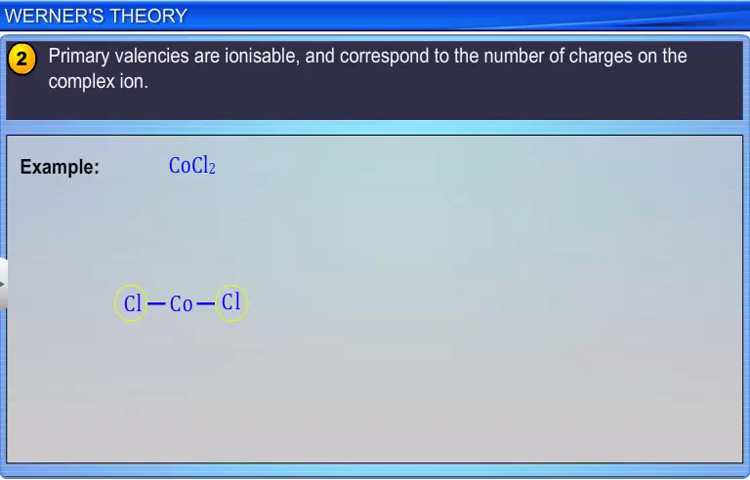 WERNER'S THEORY
2 Primary valencies are ionisable, and correspond to the number of charges on the
complex ion.
Example: CoCl₂
Cl — Co — Cl